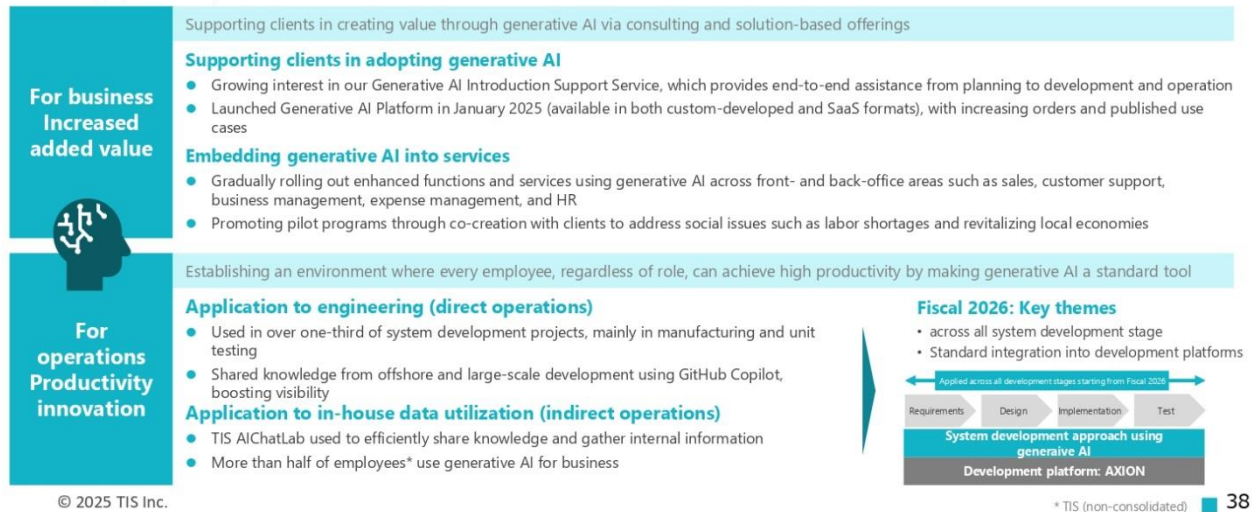 Supporting clients in creating value through generative AI via consulting and solution-based offerings
For business
Increased
added value
Supporting clients in adopting generative AI
● Growing interest in our Generative AI Introduction Support Service, which provides end-to-end assistance from planning to development and operation
● Launched Generative AI Platform in January 2025 (available in both custom-developed and SaaS formats), with increasing orders and published use
cases
Embedding generative AI into services
● Gradually rolling out enhanced functions and services using generative AI across front- and back-office areas such as sales, customer support,
business management, expense management, and HR
● Promoting pilot programs through co-creation with clients to address social issues such as labor shortages and revitalizing local economies
Establishing an environment where every employee, regardless of role, can achieve high productivity by making generative AI a standard tool
For
operations
Productivity
innovation
Application to engineering (direct operations)
● Used in over one-third of system development projects, mainly in manufacturing and unit
testing
● Shared knowledge from offshore and large-scale development using GitHub Copilot,
boosting visibility
Application to in-house data utilization (indirect operations)
● TIS AIChatLab used to efficiently share knowledge and gather internal information
● More than half of employees* use generative AI for business
Fiscal 2026: Key themes
• across all system development stage
• Standard integration into development platforms
Applied across all development stages starting from Fiscal 2026
Requirements Design Implementation Test
System development approach using
generaive AI
Development platform: AXION
© 2025 TIS Inc.
* TIS (non-consolidated)
38